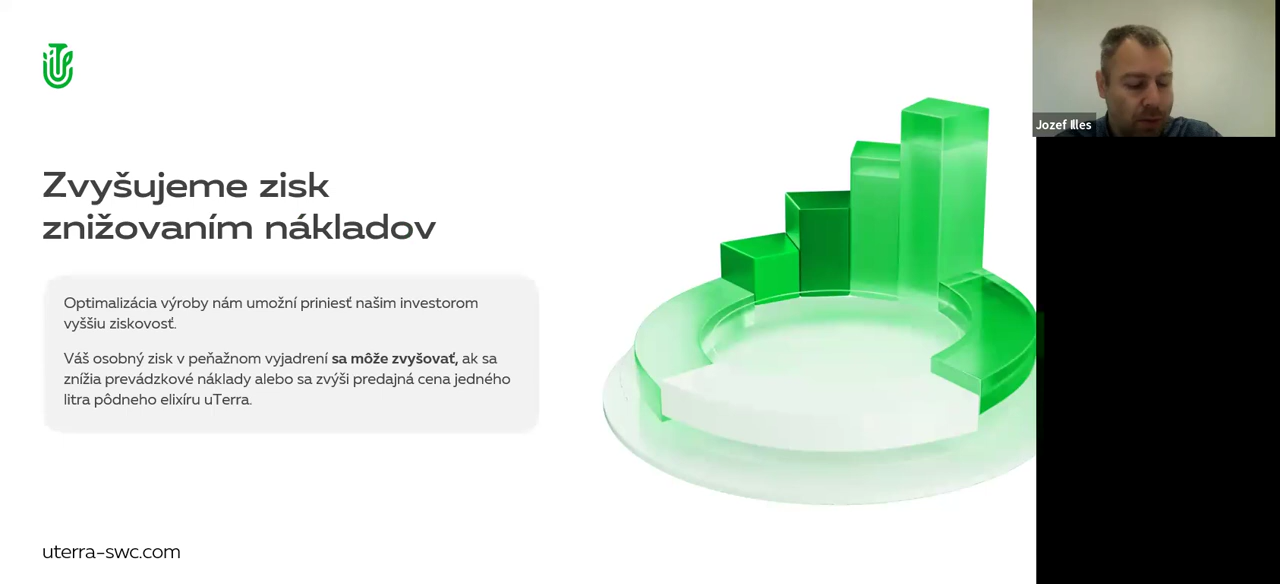 Zvyšujeme zisk
znižovaním nákladov
Optimalizácia výroby nám umožní priniesť našim investorom
vyššiu ziskovosť.
Váš osobný zisk v peňažnom vyjadrení sa môže zvyšovať, ak sa
znížia prevádzkové náklady alebo sa zvýši predajná cena jedného
litra pôdneho elixíru uTerra.
uterra-swc.com
Jozef Illes